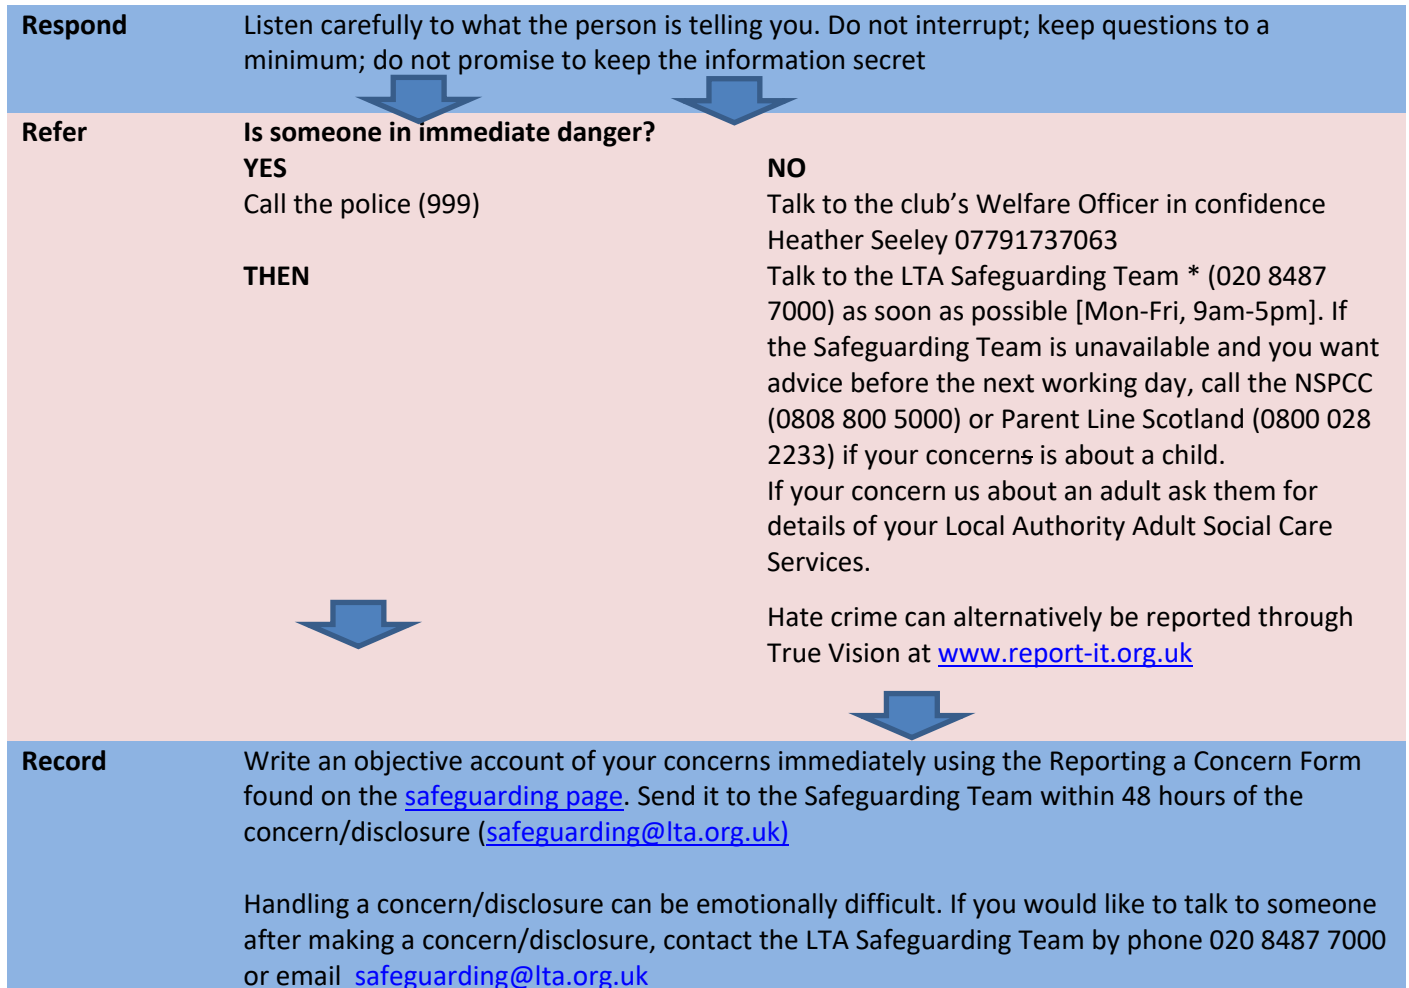 Respond
Listen carefully to what the person is telling you. Do not interrupt; keep questions to a
minimum; do not promise to keep the information secret
Refer
Is someone in immediate danger?
YES
Call the police (999)
THEN
NO
Talk to the club’s Welfare Officer in confidence
Heather Seeley 07791737063
Talk to the LTA Safeguarding Team * (020 8487
7000) as soon as possible [Mon-Fri, 9am-5pm]. If
the Safeguarding Team is unavailable and you want
advice before the next working day, call the NSPCC
(0808 800 5000) or Parent Line Scotland (0800 028
2233) if your concerns is about a child.
If your concern us about an adult ask them for
details of your Local Authority Adult Social Care
Services.
Hate crime can alternatively be reported through
True Vision at www.report-it.org.uk
Record
Write an objective account of your concerns immediately using the Reporting a Concern Form
found on the safeguarding page. Send it to the Safeguarding Team within 48 hours of the
concern/disclosure (safeguarding@lta.org.uk)
Handling a concern/disclosure can be emotionally difficult. If you would like to talk to someone
after making a concern/disclosure, contact the LTA Safeguarding Team by phone 020 8487 7000
or email safeguarding@lta.org.uk